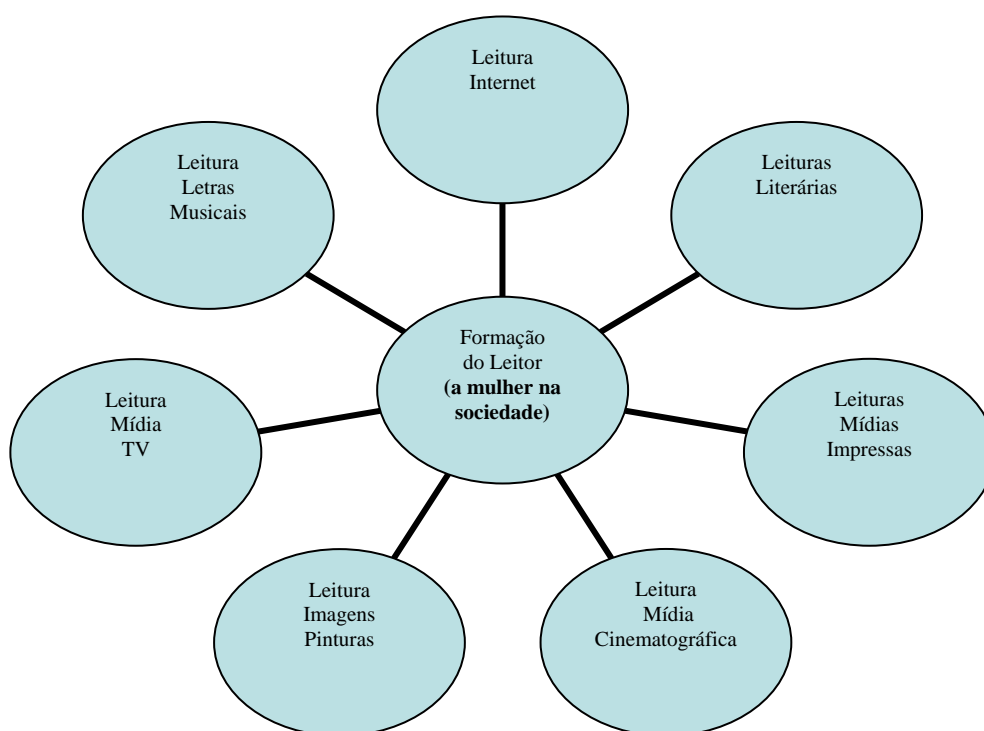 Leitura
Internet
Leitura
Letras
Musicais
Leituras
Literárias
Formação
do Leitor
(a mulher na
sociedade)
Leitura
Mídia
TV
Leituras
Mídias
Impressas
Leitura
Imagens
Pinturas
Leitura
Mídia
Cinematográfica